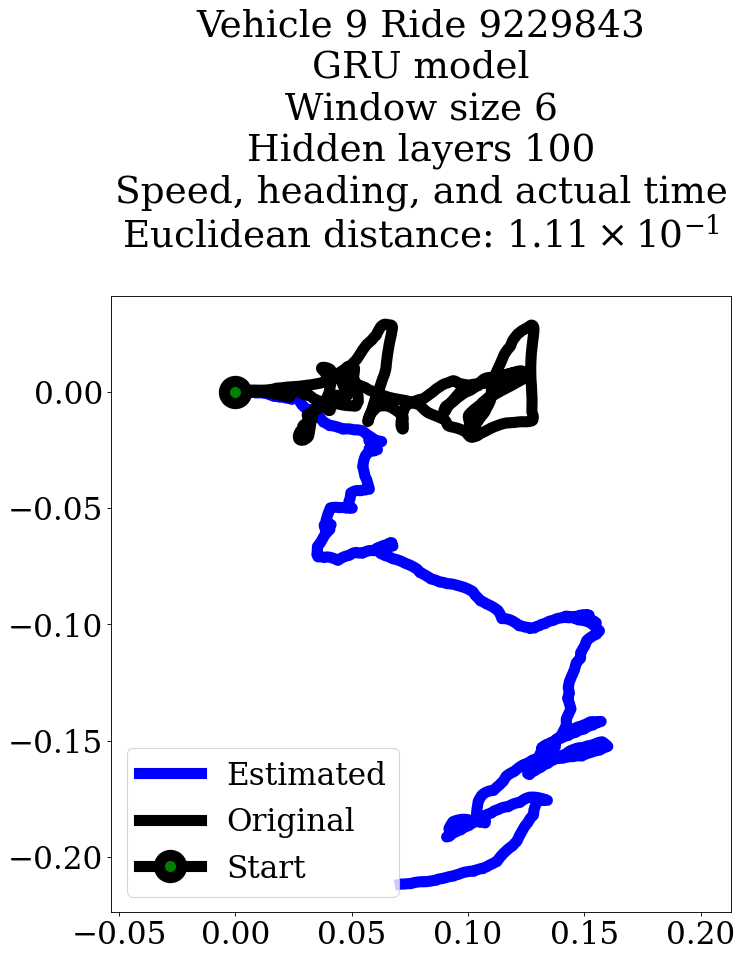 Vehicle 9 Ride 9229843
GRU model
Window size 6
Hidden layers 100
Speed, heading, and actual time
Euclidean distance: 1.11 × 10⁻¹
0.00
−0.05
−0.10
−0.15
−0.20
Estimated
Original
Start
−0.05 0.00 0.05 0.10 0.15 0.20